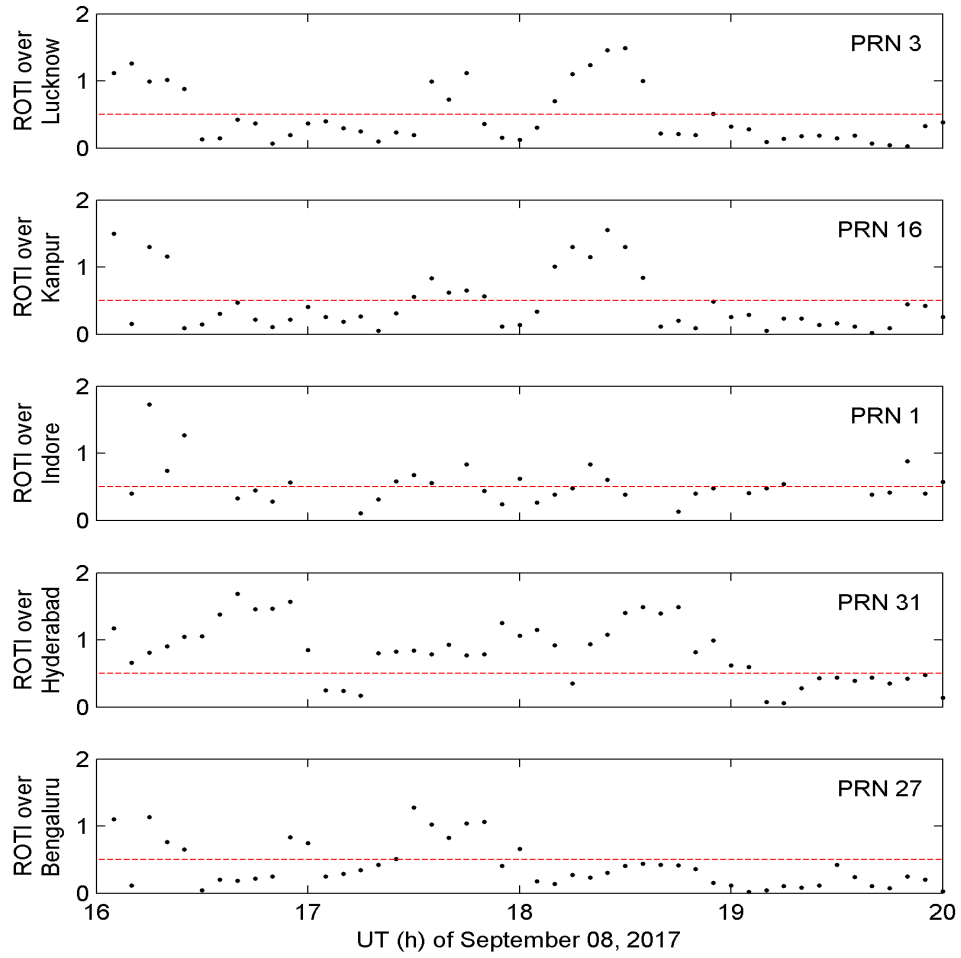 2
PRN 3
1
0
ROTI over
Lucknow
2
PRN 16
1
0
ROTI over
Kanpur
2
PRN 1
1
0
ROTI over
Indore
2
PRN 31
1
0
ROTI over
Hyderabad
2
PRN 27
1
0
ROTI over
Bengaluru
16 17 18 19 20
UT (h) of September 08, 2017